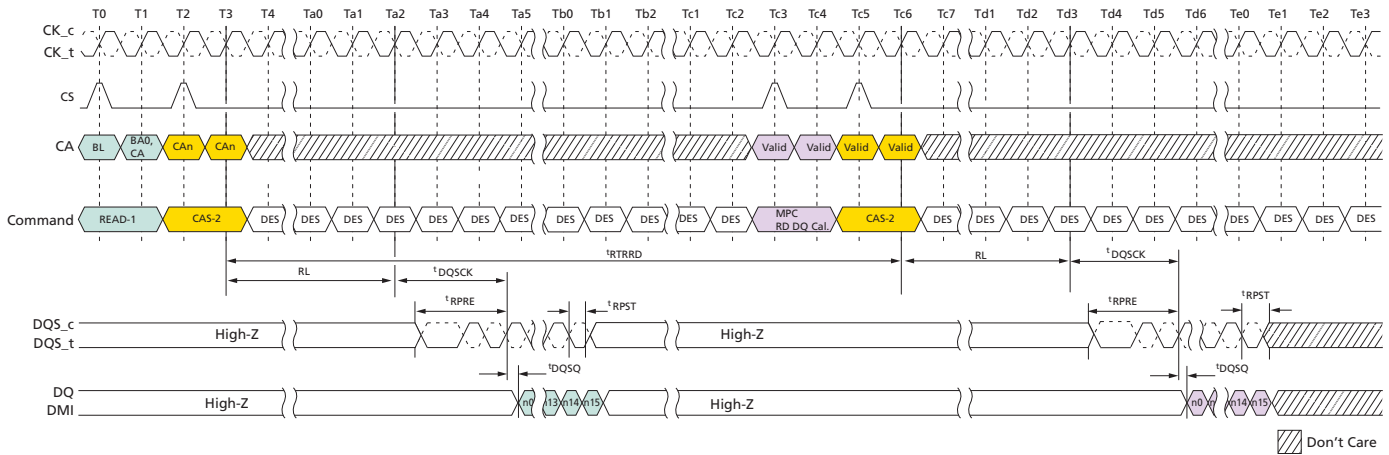 T0 T1 T2 T3 T4 Ta0 Ta1 Ta2 Ta3 Ta4 Ta5 Tb0 Tb1 Tb2 Tc1 Tc2 Tc3 Tc4 Tc5 Tc6 Tc7 Td1 Td2 Td3 Td4 Td5 Td6 Te0 Te1 Te2 Te3
CK_c
CK_t
CS
CA BL BA0, CA CAn CAn Valid Valid Valid Valid
Command READ-1 CAS-2 DES DES DES DES DES DES DES DES DES DES DES DES MPC RD DQ Cal. CAS-2 DES DES DES DES DES DES DES DES DES DES DES
tRTRRD
RL tDQSCK RL tDQSCK
tRPRE tRPST tRPRE tRPST
DQS_c High-Z High-Z
DQS_t
tDQSQ tDQSQ
DQ High-Z n0 n13 n14 n15 High-Z n0 n14 n15
DMI
Don't Care